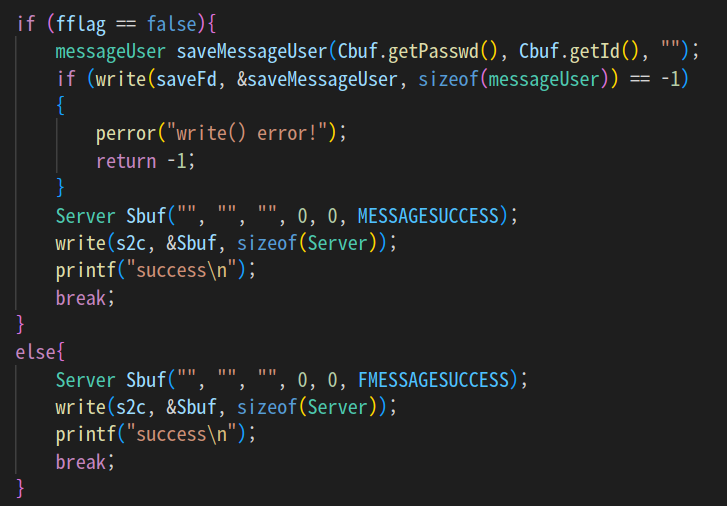 if (fflag == false){
    messageUser saveMessageUser(Cbuf.getPasswd(), Cbuf.getId(), "");
    if (write(saveFd, &saveMessageUser, sizeof(messageUser)) == -1)
    {
        perror("write() error!");
        return -1;
    }
    Server Sbuf("", "", "", 0, 0, MESSAGESUCCESS);
    write(s2c, &Sbuf, sizeof(Server));
    printf("success\n");
    break;
}
else{
    Server Sbuf("", "", "", 0, 0, FMESSAGESUCCESS);
    write(s2c, &Sbuf, sizeof(Server));
    printf("success\n");
    break;
}